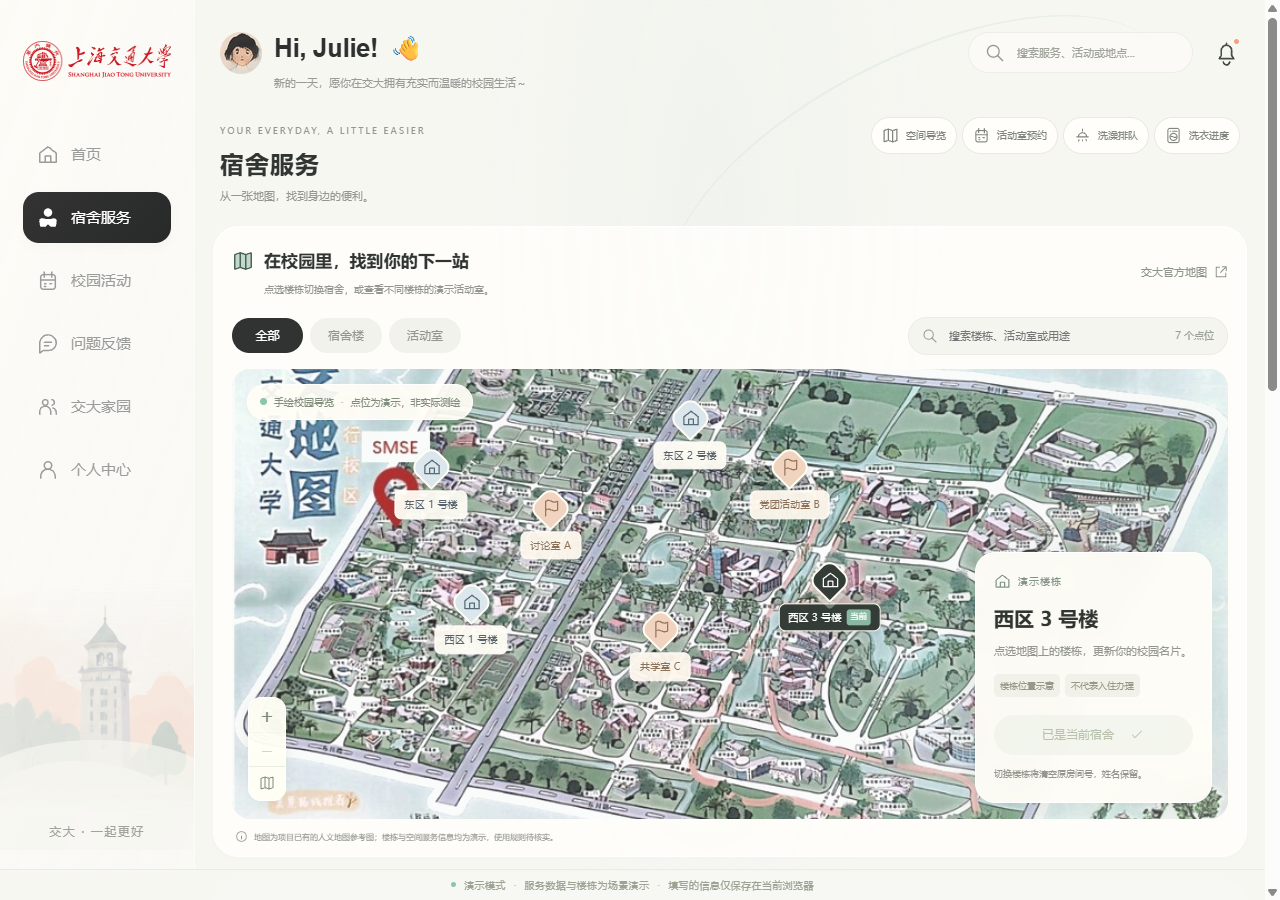 上海交通大学
SHANGHAI JIAO TONG UNIVERSITY
首页
宿舍服务
校园活动
问题反馈
交大家园
个人中心
交大 · 一起更好
Hi, Julie!
新的一天，愿你在交大拥有充实而温暖的校园生活~
搜索服务、活动或地点...
YOUR EVERYDAY, A LITTLE EASIER
宿舍服务
从一张地图，找到身边的便利。
空间导览
活动室预约
洗澡排队
洗衣进度
在校园里，找到你的下一站
点选楼栋切换宿舍，或查看不同楼栋的演示活动室。
交大官方地图
全部
宿舍楼
活动室
搜索楼栋、活动室或用途
7 个点位
手绘校园导览 · 点位为演示，非实际测绘
通大学
地图
行校区
SMSE
东区 1 号楼
东区 2 号楼
党团活动室 B
讨论室 A
西区 3 号楼 当前
西区 1 号楼
共学室 C
演示楼栋
西区 3 号楼
点选地图上的楼栋，更新你的校园名片。
楼栋位置示意
不代表入住办理
已是当前宿舍
切换楼栋将清空原房间号，姓名保留。
地图为项目已有的人文地图参考图；楼栋与空间服务信息均为演示，使用规则待核实。
演示模式 · 服务数据与楼栋为场景演示 · 填写的信息仅保存在当前浏览器